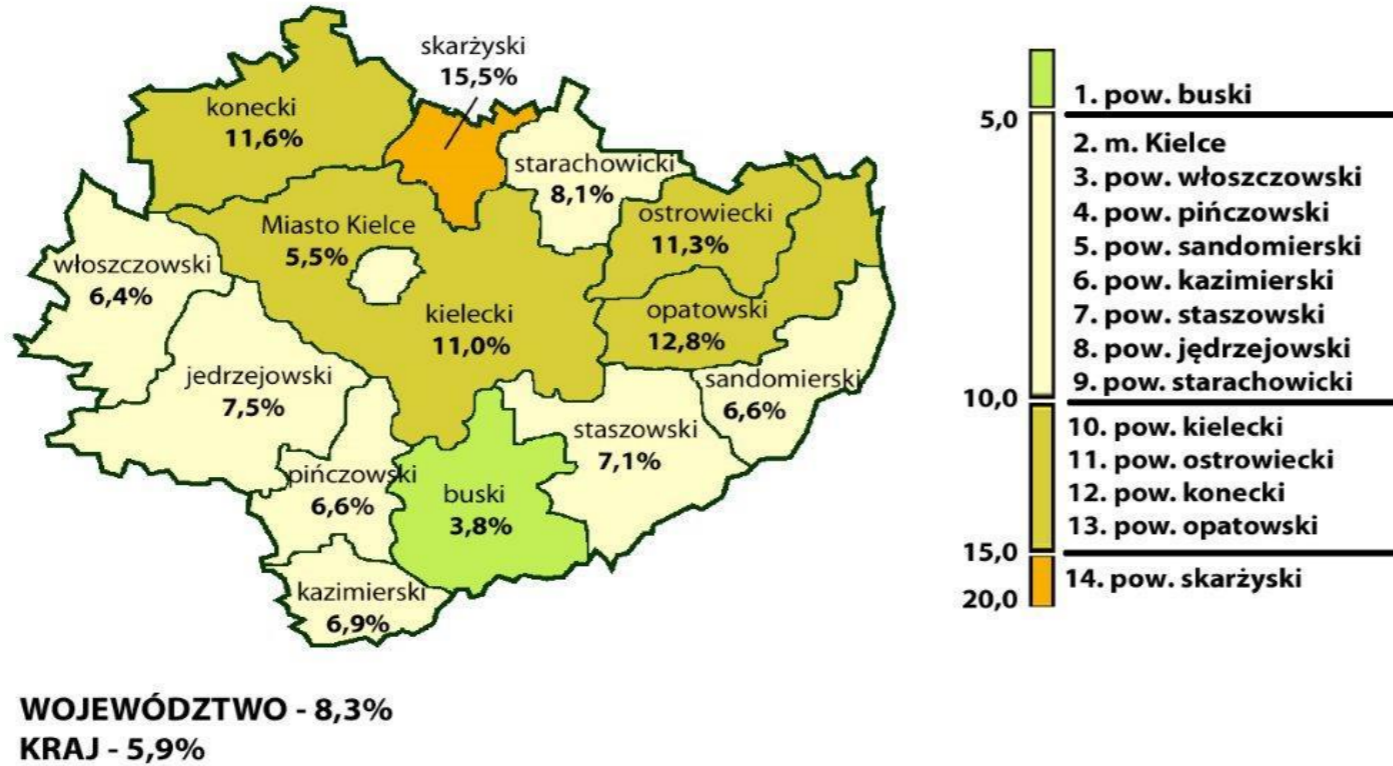 skarżyski
15,5%
konecki
11,6%
starachowicki
8,1%
Miasto Kielce
5,5%
ostrowiecki
11,3%
włoszczowski
6,4%
kielecki
11,0%
opatowski
12,8%
jedrzejowski
7,5%
sandomierski
6,6%
staszowski
7,1%
pińczowski
6,6%
buski
3,8%
kazimierski
6,9%
1. pow. buski
5,0
2. m. Kielce
3. pow. włoszczowski
4. pow. pińczowski
5. pow. sandomierski
6. pow. kazimierski
7. pow. staszowski
8. pow. jędrzejowski
9. pow. starachowicki
10,0
10. pow. kielecki
11. pow. ostrowiecki
12. pow. konecki
13. pow. opatowski
15,0
14. pow. skarżyski
20,0
WOJEWÓDZTWO - 8,3%
KRAJ - 5,9%